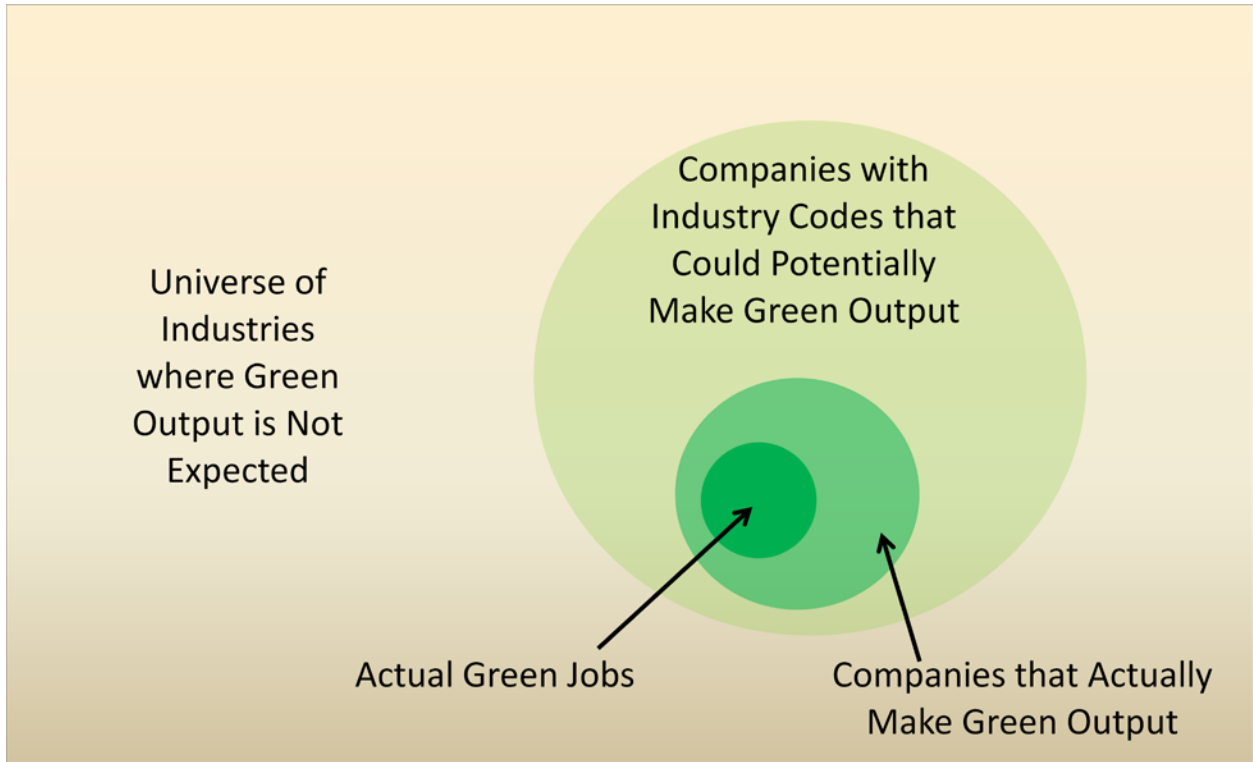 Companies with
Industry Codes that
Could Potentially
Make Green Output
Universe of
Industries
where Green
Output is Not
Expected
Actual Green Jobs
Companies that Actually
Make Green Output